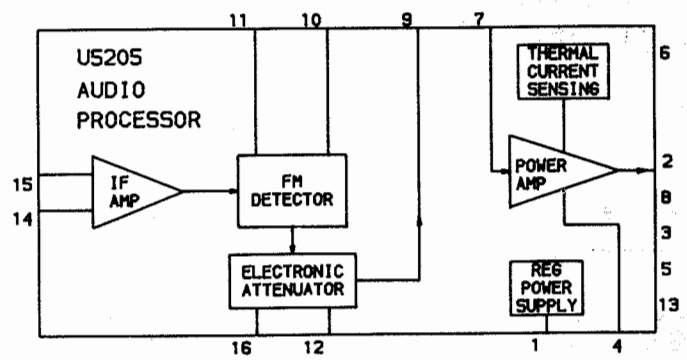 11 10 9 7
U5205
AUDIO
PROCESSOR
THERMAL
CURRENT
SENSING
6
15
14
IF
AMP
FM
DETECTOR
POWER
AMP
2
8
3
ELECTRONIC
ATTENUATOR
REG
POWER
SUPPLY
5
13
16 12 1 4